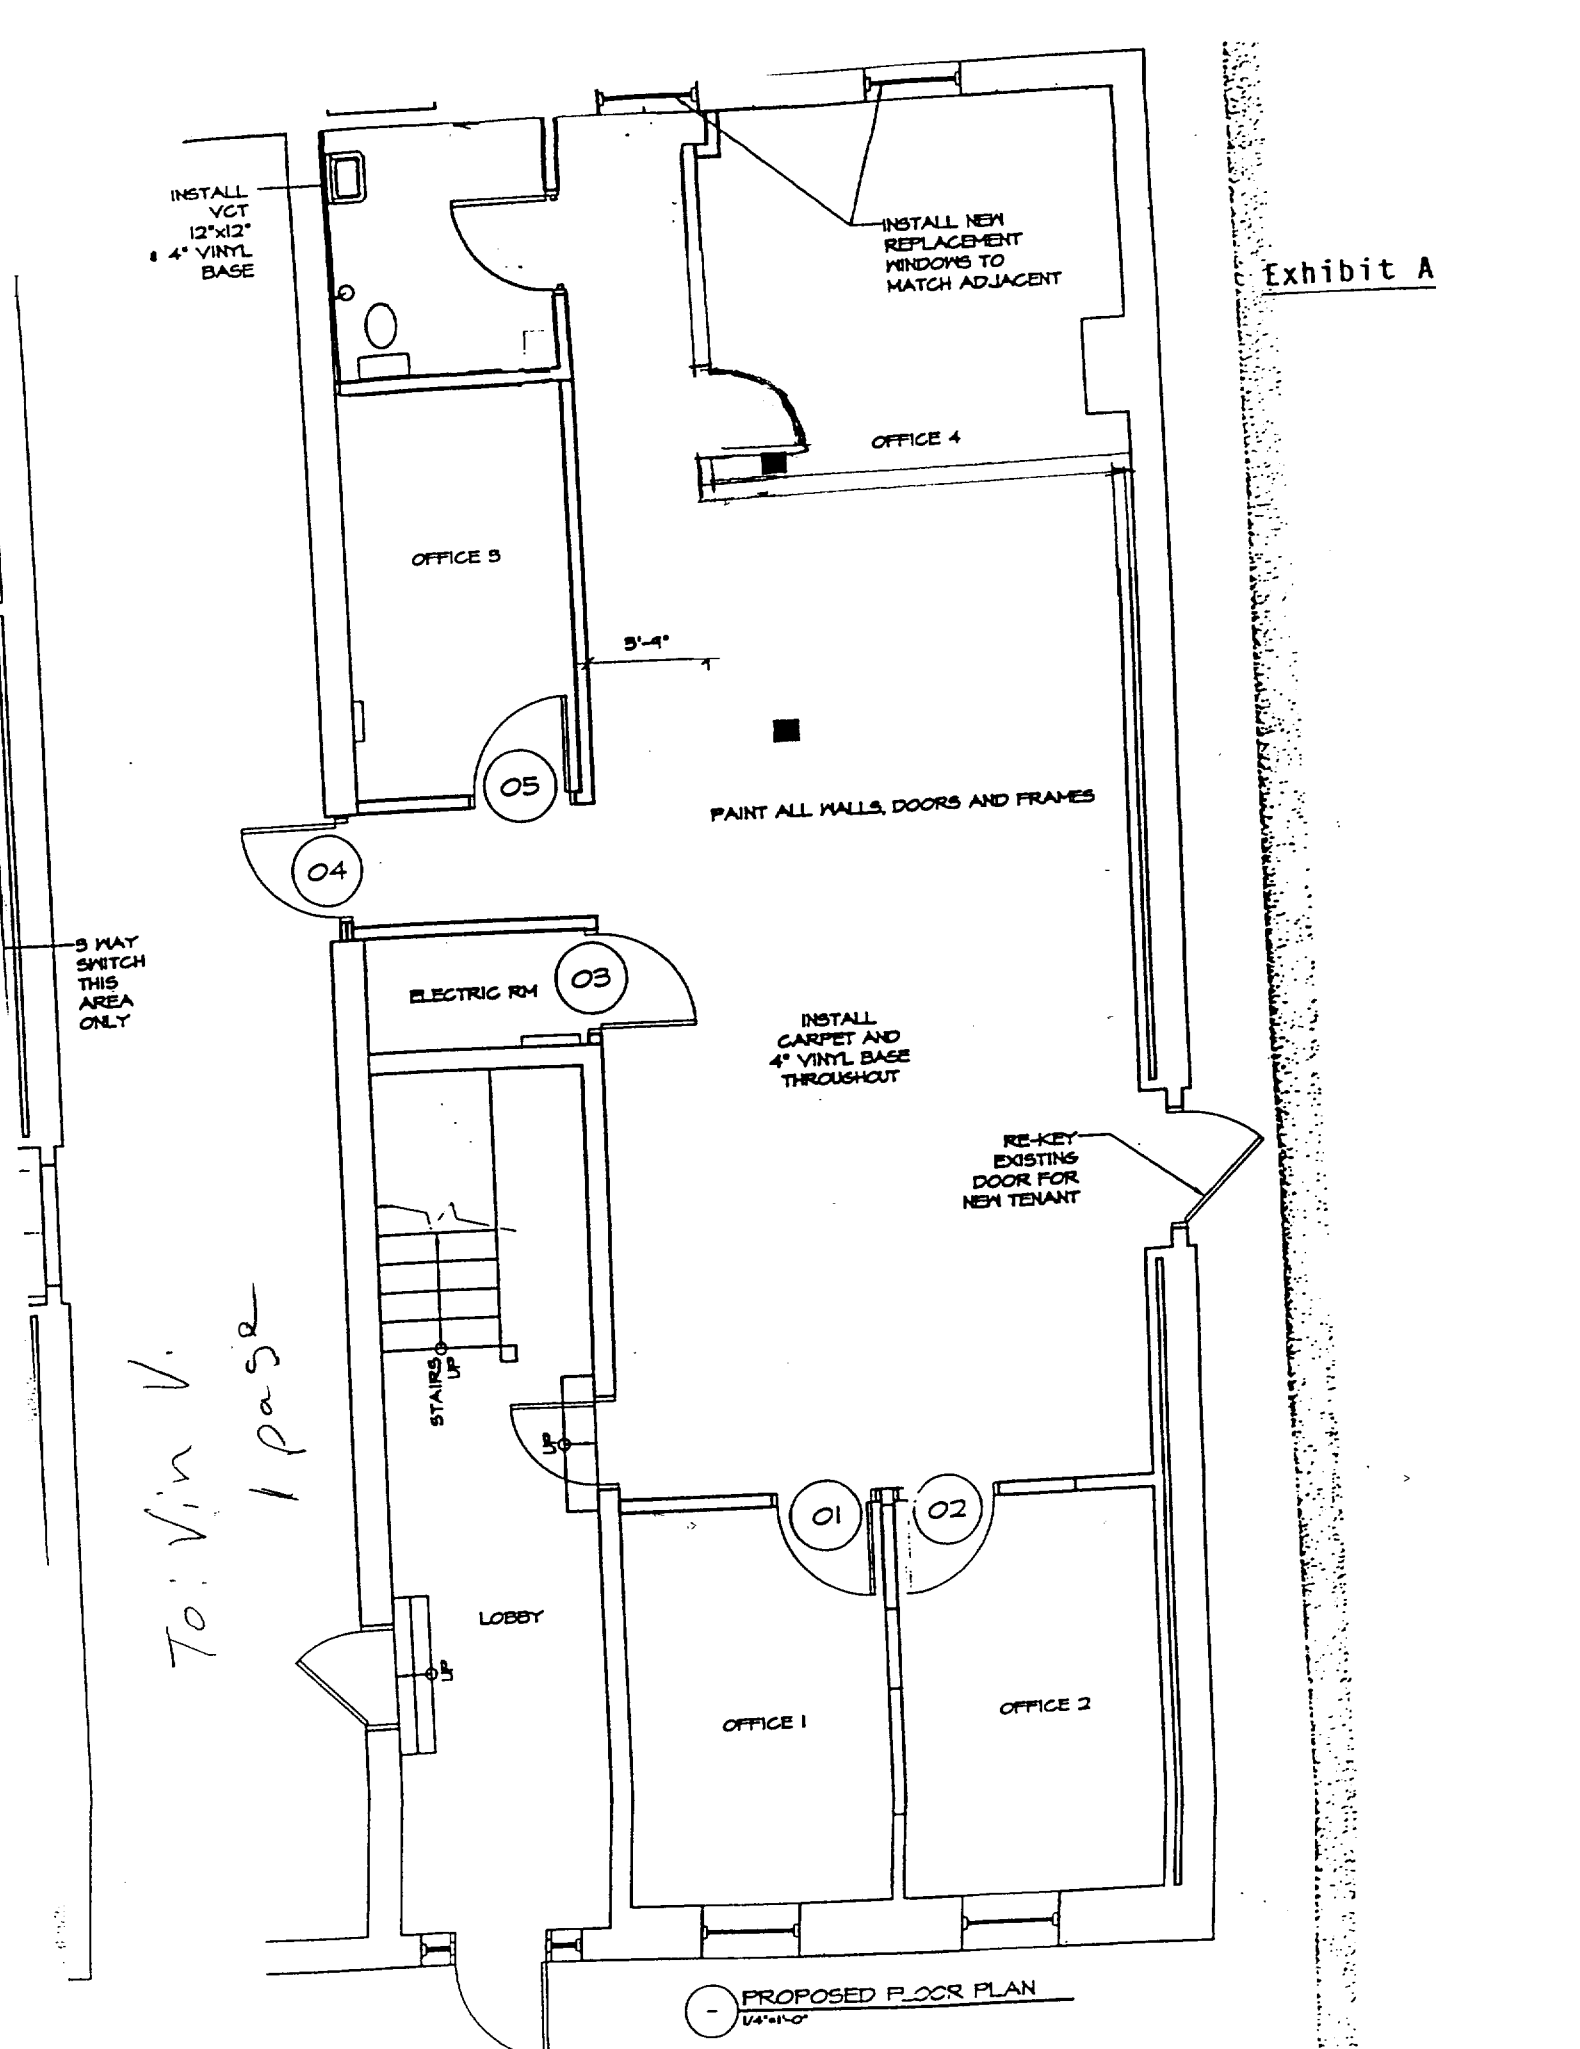 INSTALL
VCT
12"x12"
& 4" VINYL
BASE
INSTALL NEW
REPLACEMENT
WINDOWS TO
MATCH ADJACENT
Exhibit A
OFFICE 4
OFFICE 3
3'-9"
05
PAINT ALL WALLS, DOORS AND FRAMES
04
3 WAY
SWITCH
THIS
AREA
ONLY
ELECTRIC RM
03
INSTALL
CARPET AND
4" VINYL BASE
THROUGHOUT
RE-KEY
EXISTING
DOOR FOR
NEW TENANT
STAIRS
UP
UP
To: Vin V.
1 page
01
02
LOBBY
UP
OFFICE 1
OFFICE 2
-
PROPOSED FLOOR PLAN
1/4"=1'-0"